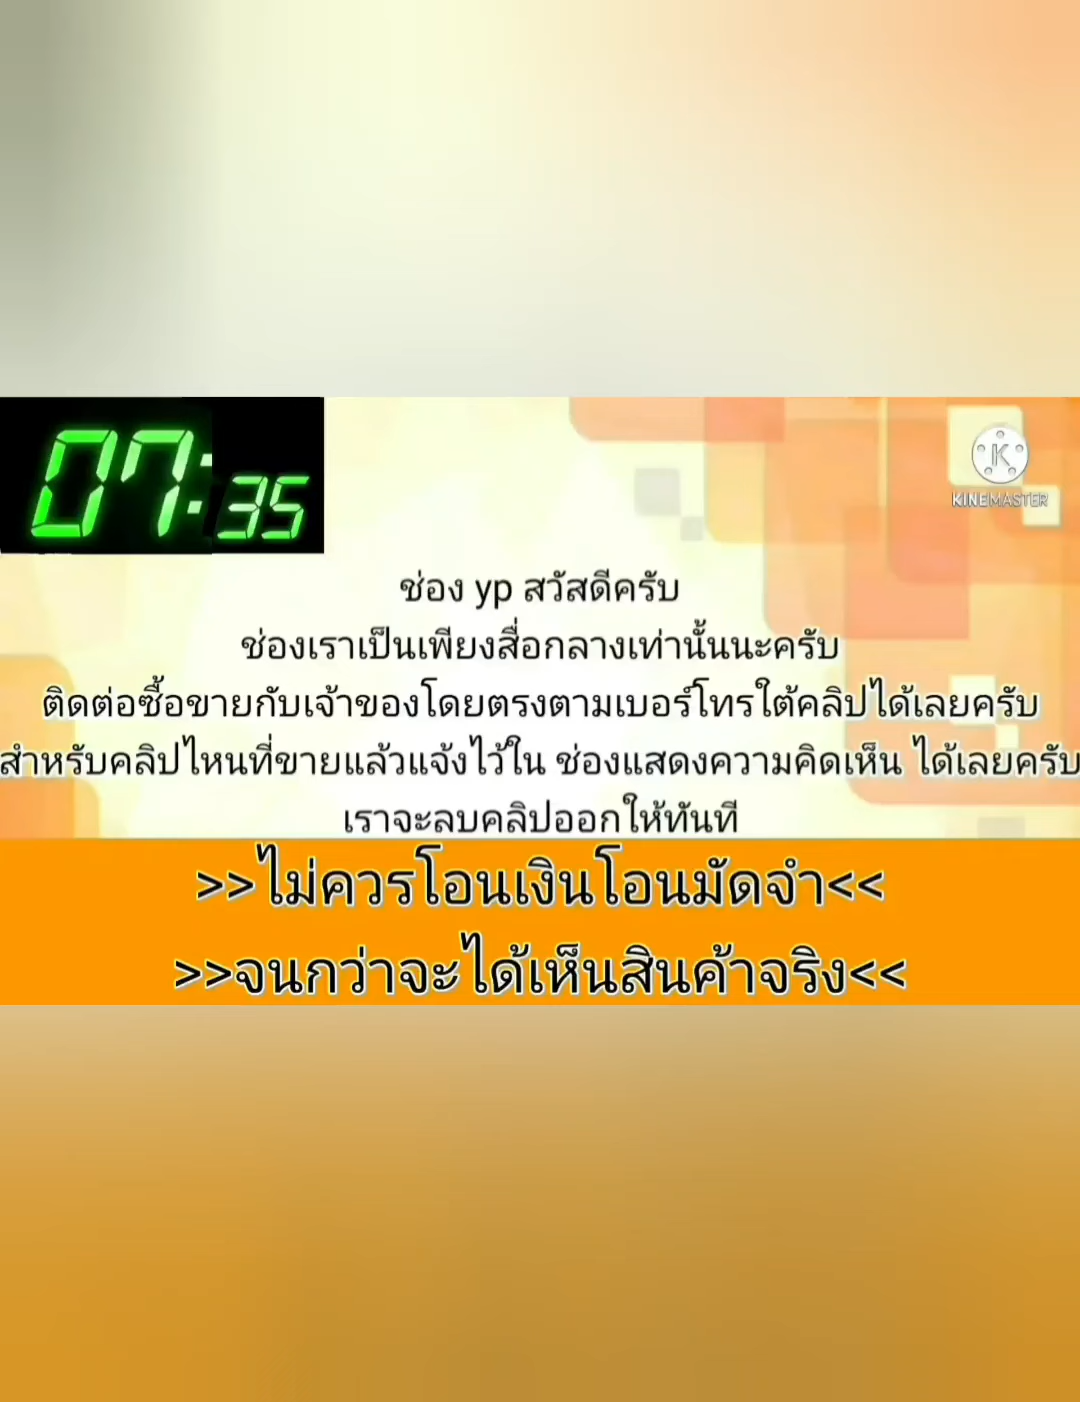 07:35
KINEMASTER
ช่อง yp สวัสดีครับ
ช่องเราเป็นเพียงสื่อกลางเท่านั้นนะครับ
ติดต่อซื้อขายกับเจ้าของโดยตรงตามเบอร์โทรใต้คลิปได้เลยครับ
สำหรับคลิปไหนที่ขายแล้วแจ้งไว้ใน ช่องแสดงความคิดเห็น ได้เลยครับ
เราจะลบคลิปออกให้ทันที
>>ไม่ควรโอนเงินโอนมัดจำ<<
>>จนกว่าจะได้เห็นสินค้าจริง<<